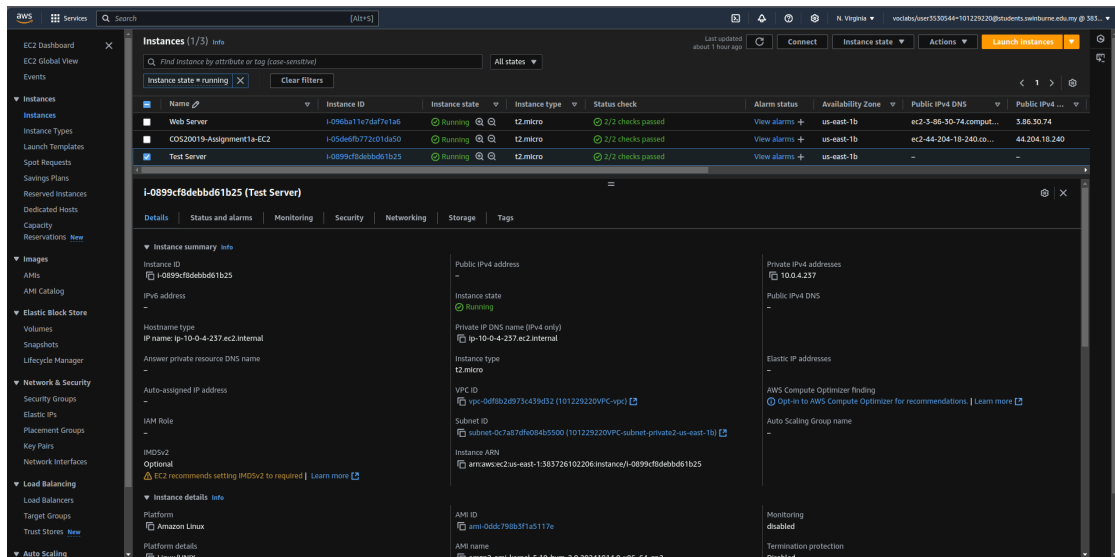 aws Services Search [Alt+S] N. Virginia ▼ voclabs/user3530544=101229220@students.swinburne.edu.my @ 383... ▼
EC2 Dashboard
EC2 Global View
Events
▼ Instances
Instances
Instance Types
Launch Templates
Spot Requests
Savings Plans
Reserved Instances
Dedicated Hosts
Capacity
Reservations New
▼ Images
AMIs
AMI Catalog
▼ Elastic Block Store
Volumes
Snapshots
Lifecycle Manager
▼ Network & Security
Security Groups
Elastic IPs
Placement Groups
Key Pairs
Network Interfaces
▼ Load Balancing
Load Balancers
Target Groups
Trust Stores New
▼ Auto Scaling
Instances (1/3) Info
Last updated
about 1 hour ago
Connect Instance state ▼ Actions ▼ Launch instances ▼
Find Instance by attribute or tag (case-sensitive) All states ▼
Instance state = running Clear filters
< 1 >
Name Instance ID Instance state Instance type Status check Alarm status Availability Zone Public IPv4 DNS Public IPv4 ...
Web Server i-096ba11e7daf7e1a6 Running t2.micro 2/2 checks passed View alarms + us-east-1b ec2-3-86-30-74.comput... 3.86.30.74
COS20019-Assignment1a-EC2 i-05de6fb772c01da50 Running t2.micro 2/2 checks passed View alarms + us-east-1b ec2-44-204-18-240.co... 44.204.18.240
Test Server i-0899cf8debbd61b25 Running t2.micro 2/2 checks passed View alarms + us-east-1b – –
i-0899cf8debbd61b25 (Test Server)
Details Status and alarms Monitoring Security Networking Storage Tags
▼ Instance summary Info
Instance ID Public IPv4 address Private IPv4 addresses
i-0899cf8debbd61b25 – 10.0.4.237
IPv6 address Instance state Public IPv4 DNS
– Running –
Hostname type Private IP DNS name (IPv4 only)
IP name: ip-10-0-4-237.ec2.internal ip-10-0-4-237.ec2.internal
Answer private resource DNS name Instance type Elastic IP addresses
– t2.micro –
Auto-assigned IP address VPC ID AWS Compute Optimizer finding
– vpc-0df8b2d973c439d32 (101229220VPC-vpc) Opt-in to AWS Compute Optimizer for recommendations. | Learn more
IAM Role Subnet ID Auto Scaling Group name
– subnet-0c7a87dfe084b5500 (101229220VPC-subnet-private2-us-east-1b) –
IMDSv2 Instance ARN
Optional arn:aws:ec2:us-east-1:383726102206:instance/i-0899cf8debbd61b25
EC2 recommends setting IMDSv2 to required | Learn more
▼ Instance details Info
Platform AMI ID Monitoring
Amazon Linux ami-0ddc798b3f1a5117e disabled
Platform details AMI name Termination protection